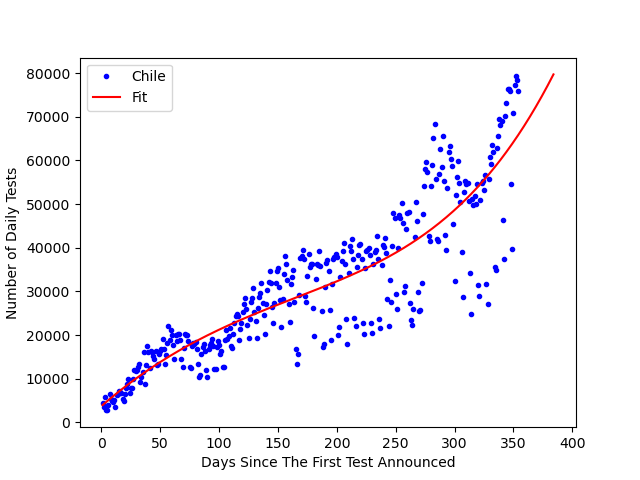 Chile
Fit
80000
70000
60000
50000
40000
30000
20000
10000
0
0 50 100 150 200 250 300 350 400
Number of Daily Tests
Days Since The First Test Announced